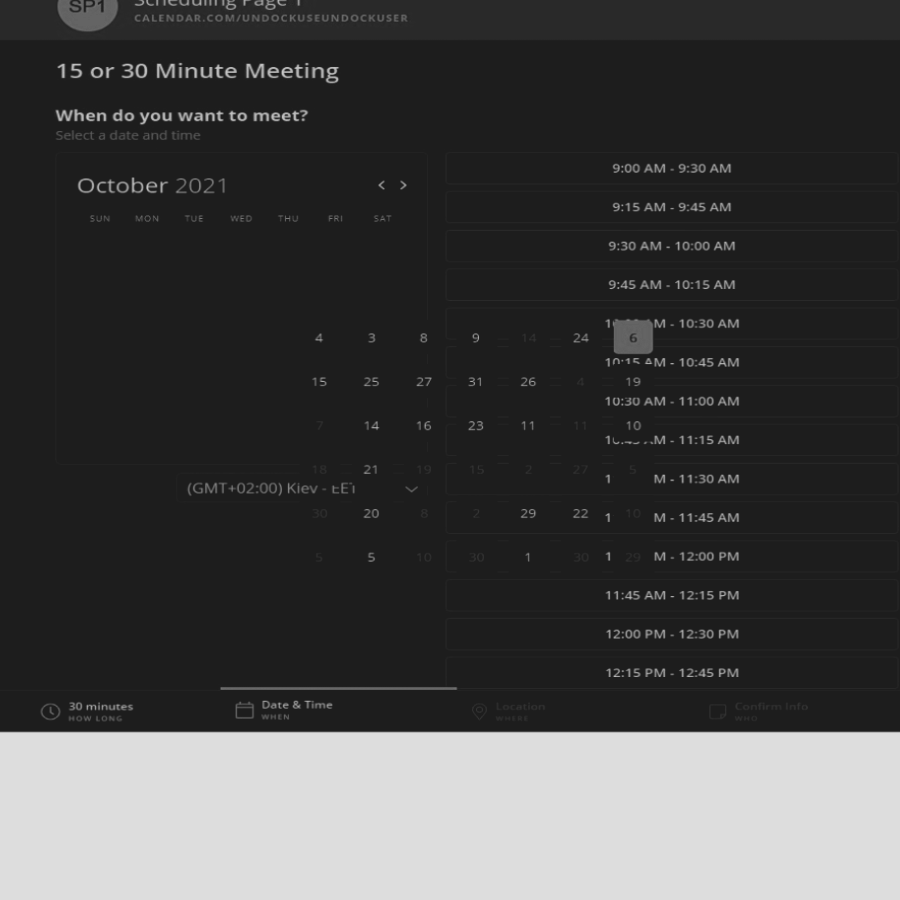 SP1
Scheduling Page 1
CALENDAR.COM/UNDOCKUSEUNDOCKUSER
15 or 30 Minute Meeting
When do you want to meet?
Select a date and time
October 2021
< >
SUN MON TUE WED THU FRI SAT
4 3 8 9 14 24 6
15 25 27 31 26 4 19
7 14 16 23 11 11 10
18 21 19 15 2 27 5
30 20 8 2 29 22 10
5 5 10 30 1 30 29
(GMT+02:00) Kiev - EET
9:00 AM - 9:30 AM
9:15 AM - 9:45 AM
9:30 AM - 10:00 AM
9:45 AM - 10:15 AM
M - 10:30 AM
10:15 AM - 10:45 AM
10:30 AM - 11:00 AM
M - 11:15 AM
1 M - 11:30 AM
1 M - 11:45 AM
1 M - 12:00 PM
11:45 AM - 12:15 PM
12:00 PM - 12:30 PM
12:15 PM - 12:45 PM
30 minutes
HOW LONG
Date & Time
WHEN
Location
WHERE
Confirm Info
WHO